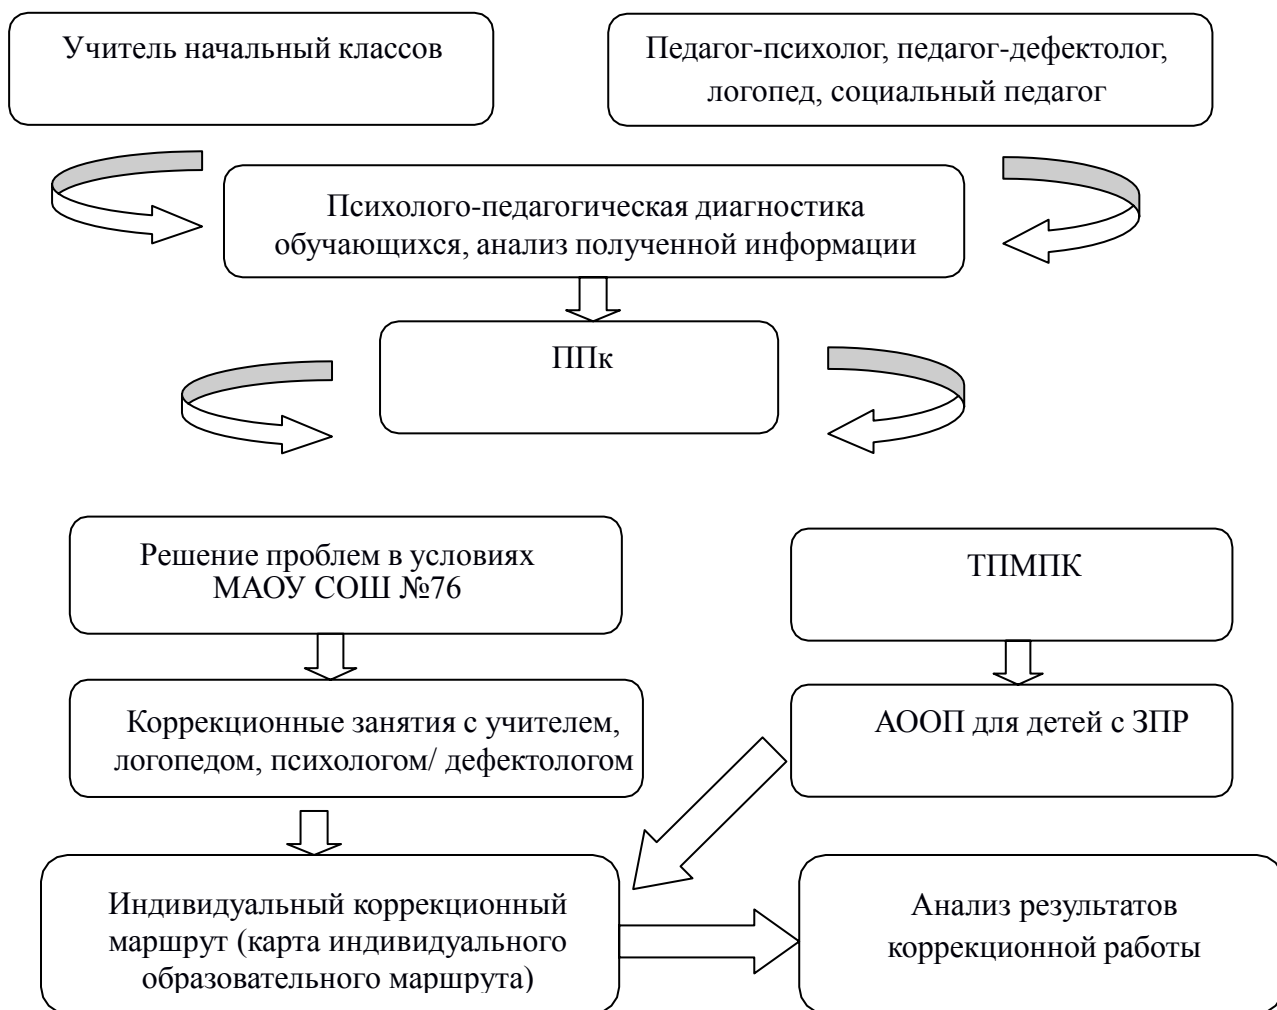 Учитель начальный классов
Педагог-психолог, педагог-дефектолог,
логопед, социальный педагог
Психолого-педагогическая диагностика
обучающихся, анализ полученной информации
ППк
Решение проблем в условиях
МАОУ СОШ №76
ТПМПК
Коррекционные занятия с учителем,
логопедом, психологом/ дефектологом
АООП для детей с ЗПР
Индивидуальный коррекционный
маршрут (карта индивидуального
образовательного маршрута)
Анализ результатов
коррекционной работы